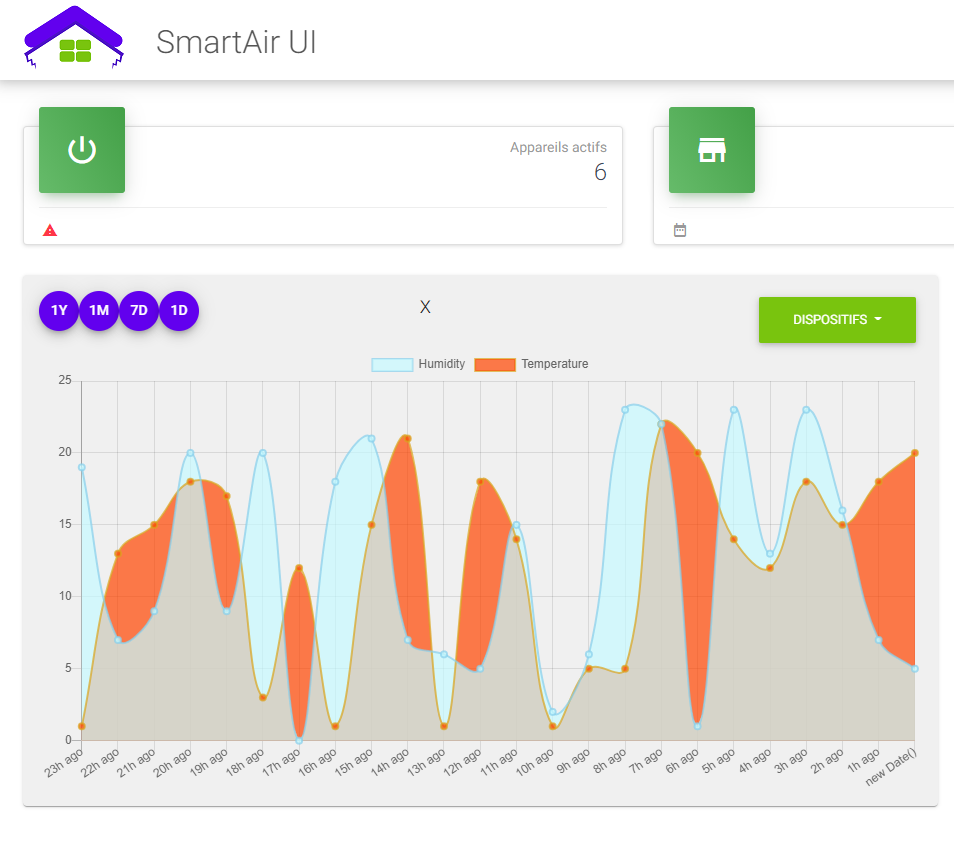 SmartAir UI
Appareils actifs
6
1Y 1M 7D 1D
X
DISPOSITIFS
Humidity Temperature
25
20
15
10
5
0
23h ago 22h ago 21h ago 20h ago 19h ago 18h ago 17h ago 16h ago 15h ago 14h ago 13h ago 12h ago 11h ago 10h ago 9h ago 8h ago 7h ago 6h ago 5h ago 4h ago 3h ago 2h ago 1h ago new Date()